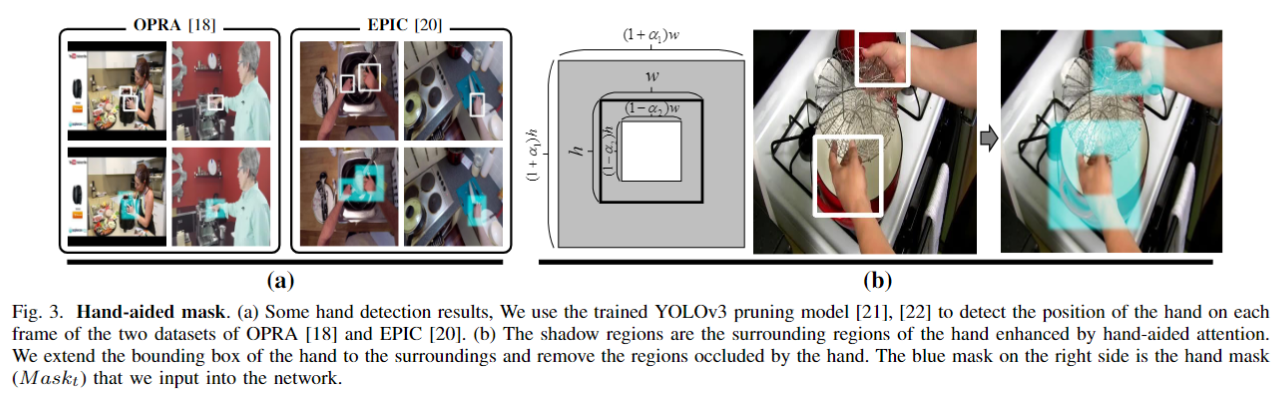 OPRA [18]
EPIC [20]
(1+α₁)w
w
(1−α₂)w
(1+α₁)h
h
(1−α₂)h
(a)
(b)
Fig. 3. Hand-aided mask. (a) Some hand detection results, We use the trained YOLOv3 pruning model [21], [22] to detect the position of the hand on each
frame of the two datasets of OPRA [18] and EPIC [20]. (b) The shadow regions are the surrounding regions of the hand enhanced by hand-aided attention.
We extend the bounding box of the hand to the surroundings and remove the regions occluded by the hand. The blue mask on the right side is the hand mask
(Maskₜ) that we input into the network.